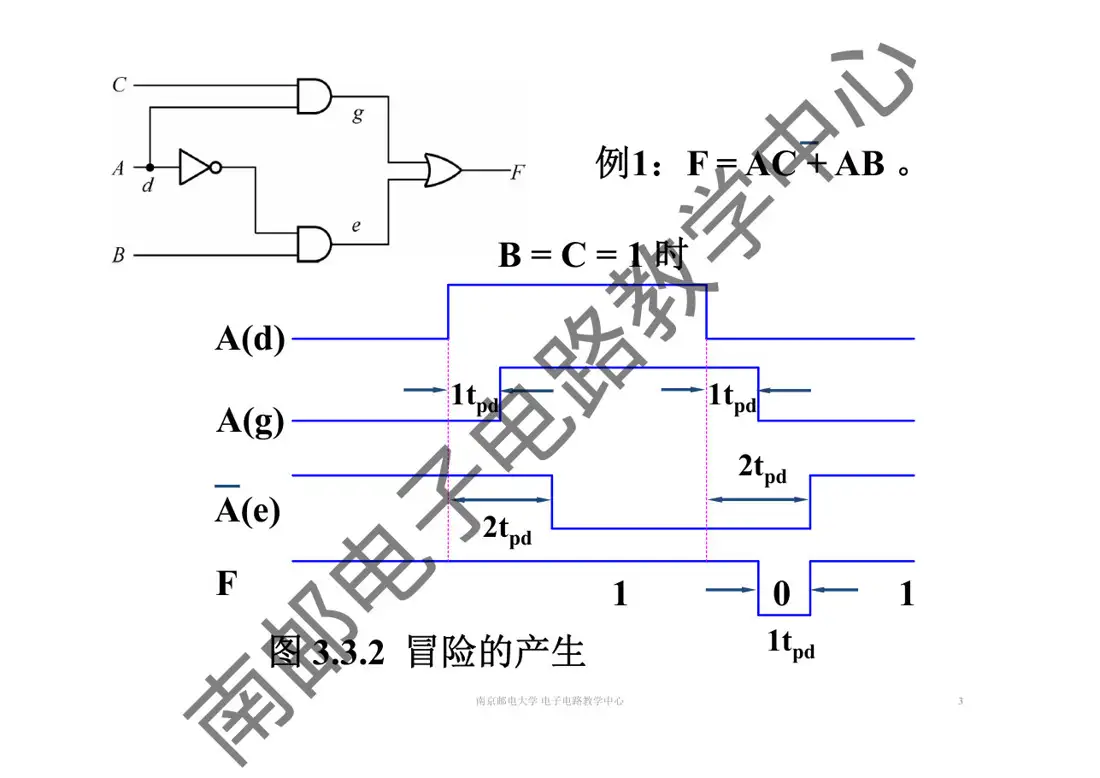 C
g
A
d
F
例1：F = AC + A̅B 。
e
B
B = C = 1 时
A(d)
1tpd
1tpd
A(g)
2tpd
A̅(e)
2tpd
F
1
0
1
1tpd
图 3.3.2 冒险的产生
南邮电子电路教学中心
南京邮电大学 电子电路教学中心
3